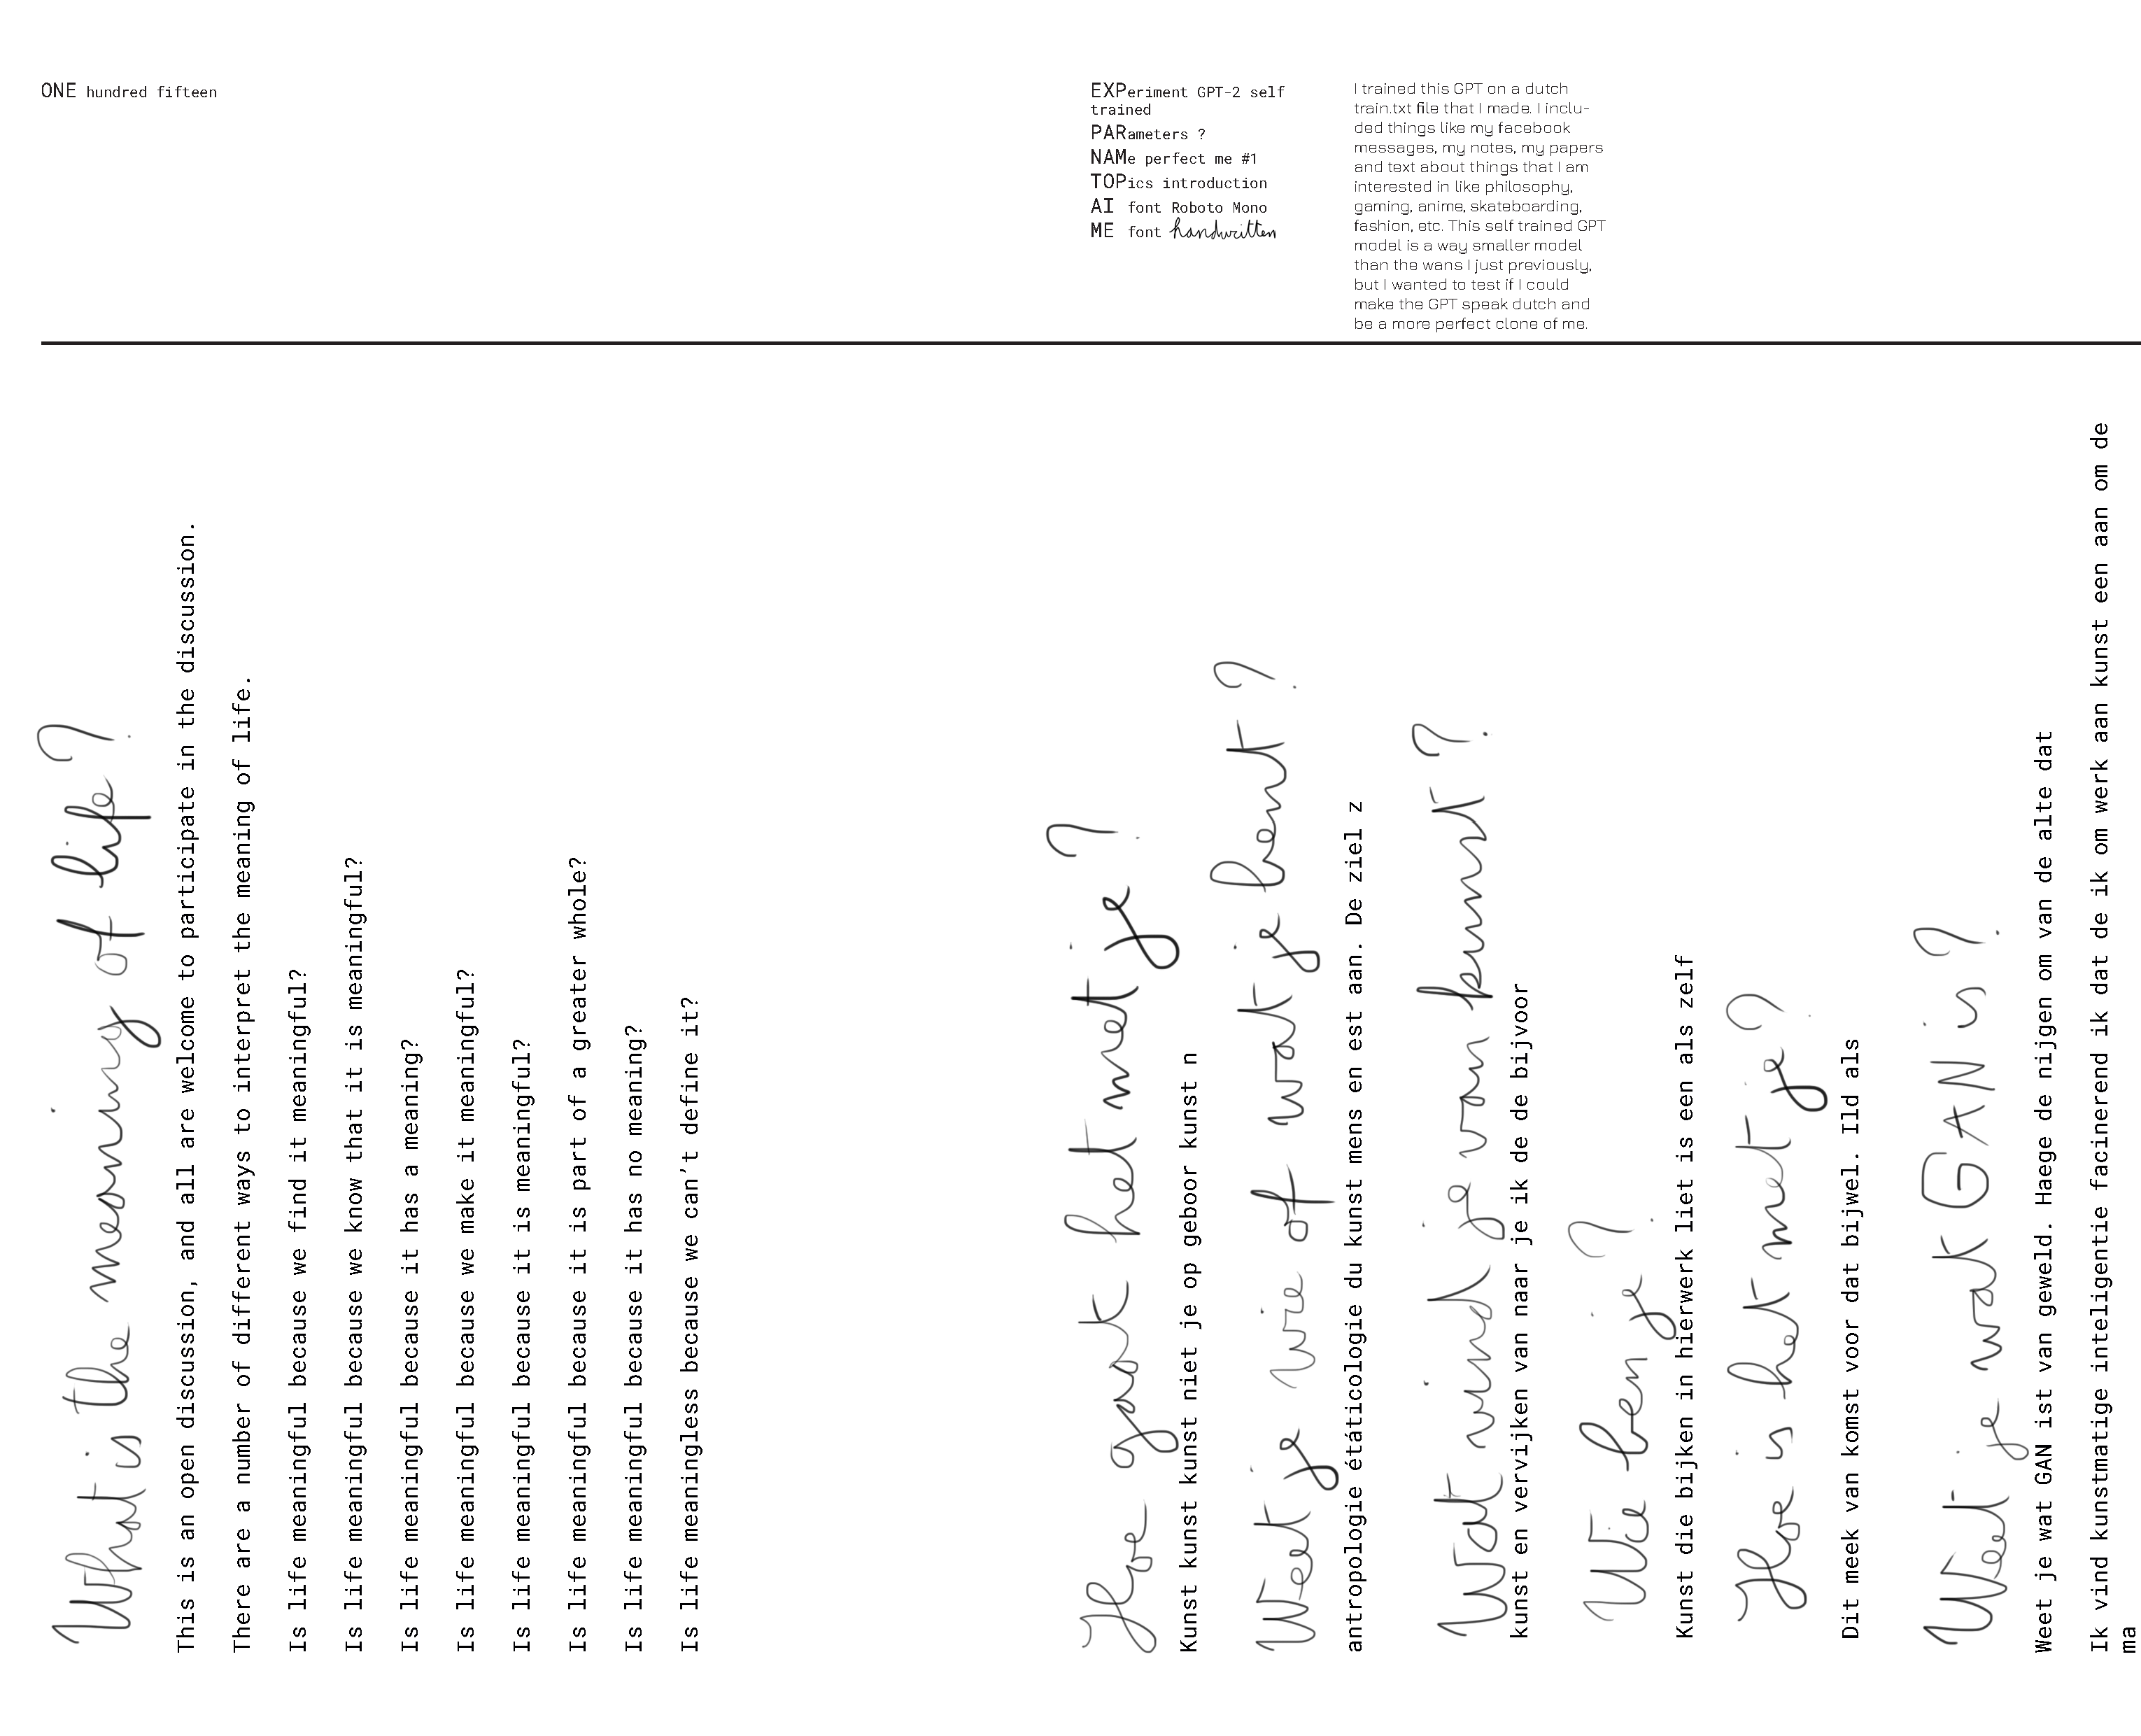 ONE hundred fifteen
EXPeriment GPT-2 self
trained
PARameters ?
NAMe perfect me #1
TOPics introduction
AI font Roboto Mono
ME font handwritten
I trained this GPT on a dutch
train.txt file that I made. I inclu-
ded things like my facebook
messages, my notes, my papers
and text about things that I am
interested in like philosophy,
gaming, anime, skateboarding,
fashion, etc. This self trained GPT
model is a way smaller model
than the wans I just previously,
but I wanted to test if I could
make the GPT speak dutch and
be a more perfect clone of me.
What is the meaning of life?
This is an open discussion, and all are welcome to participate in the discussion.
There are a number of different ways to interpret the meaning of life.
Is life meaningful because we find it meaningful?
Is life meaningful because we know that it is meaningful?
Is life meaningful because it has a meaning?
Is life meaningful because we make it meaningful?
Is life meaningful because it is meaningful?
Is life meaningful because it is part of a greater whole?
Is life meaningful because it has no meaning?
Is life meaningless because we can't define it?
Hoe gaat het met je?
Kunst kunst kunst niet je op geboor kunst n
Weet je wie of wat je bent?
antropologie étáticologie du kunst mens en est aan. De ziel z
Wat vind je van kunst?
kunst en vervijken van naar je ik de de bijvoor
Wie ben je?
Kunst die bijken in hierwerk liet is een als zelf
Hoe is het met je?
Dit meek van komst voor dat bijwel. Ild als
Weet je wat GAN is?
Weet je wat GAN ist van geweld. Haege de nijgen om van de alte dat
Ik vind kunstmatige inteligentie facinerend ik dat de ik om werk aan kunst een aan om de
ma